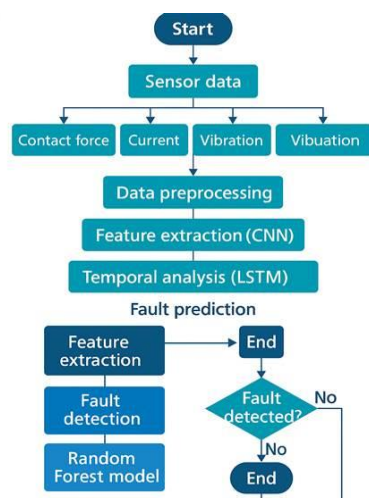 Start
Sensor data
Contact force
Current
Vibration
Vibuation
Data preprocessing
Feature extraction (CNN)
Temporal analysis (LSTM)
Fault prediction
Feature
extraction
Fault
detection
Random
Forest model
End
Fault
detected?
No
No
End